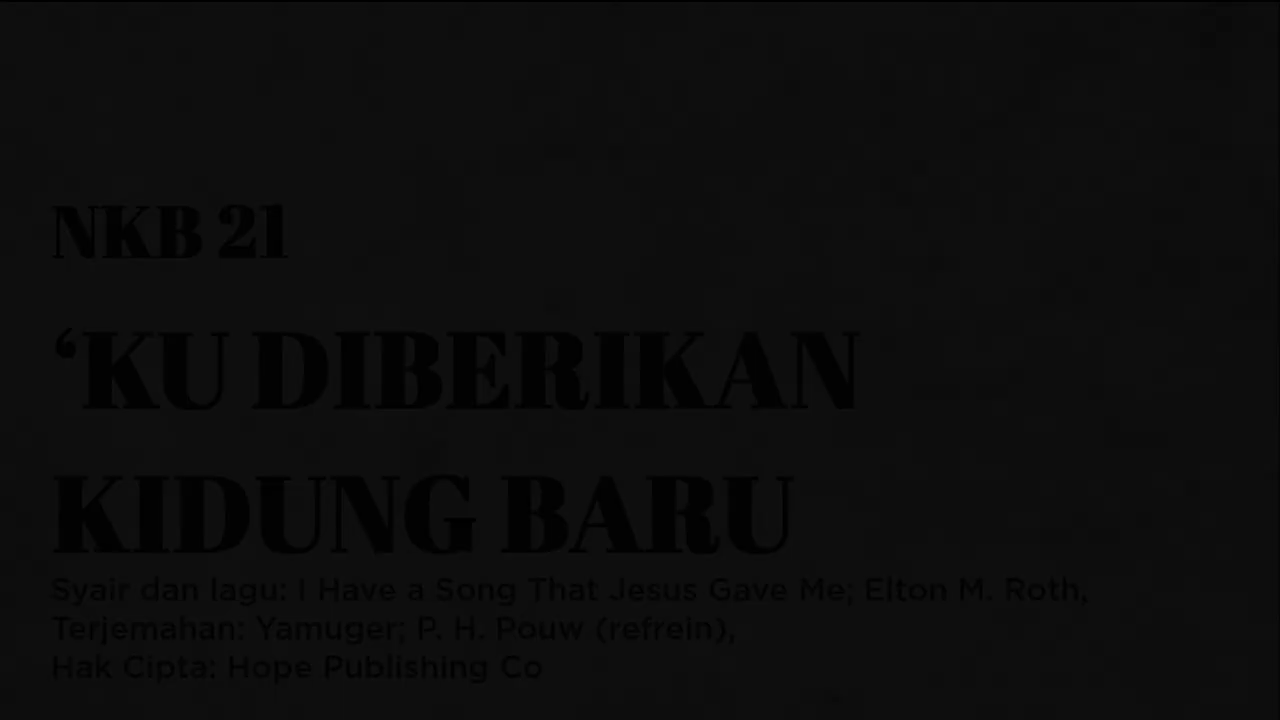 NKB 21
‘KU DIBERIKAN
KIDUNG BARU
Syair dan lagu: I Have a Song That Jesus Gave Me; Elton M. Roth,
Terjemahan: Yamuger; P. H. Pouw (refrein),
Hak Cipta: Hope Publishing Co